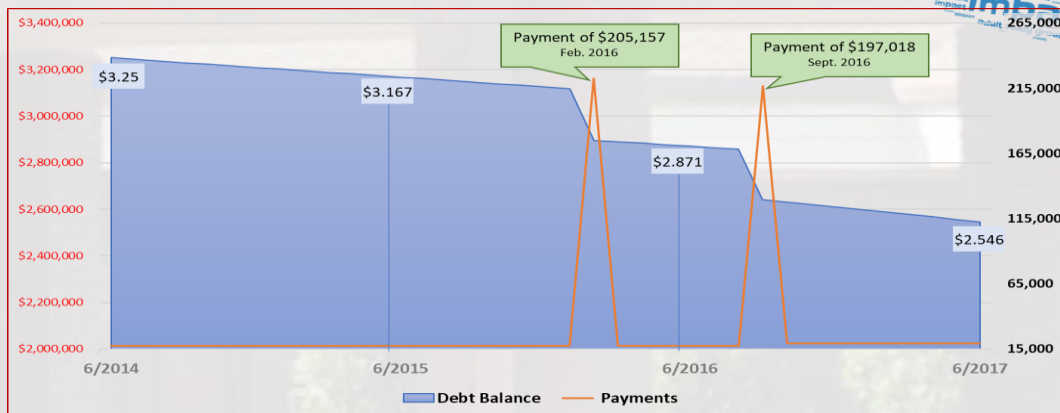 impact
adult
$3,400,000
$3,200,000
$3,000,000
$2,800,000
$2,600,000
$2,400,000
$2,200,000
$2,000,000
Payment of $205,157
Feb. 2016
Payment of $197,018
Sept. 2016
$3.25
$3.167
$2.871
$2.546
265,000
215,000
165,000
115,000
65,000
15,000
6/2014
6/2015
6/2016
6/2017
Debt Balance
Payments